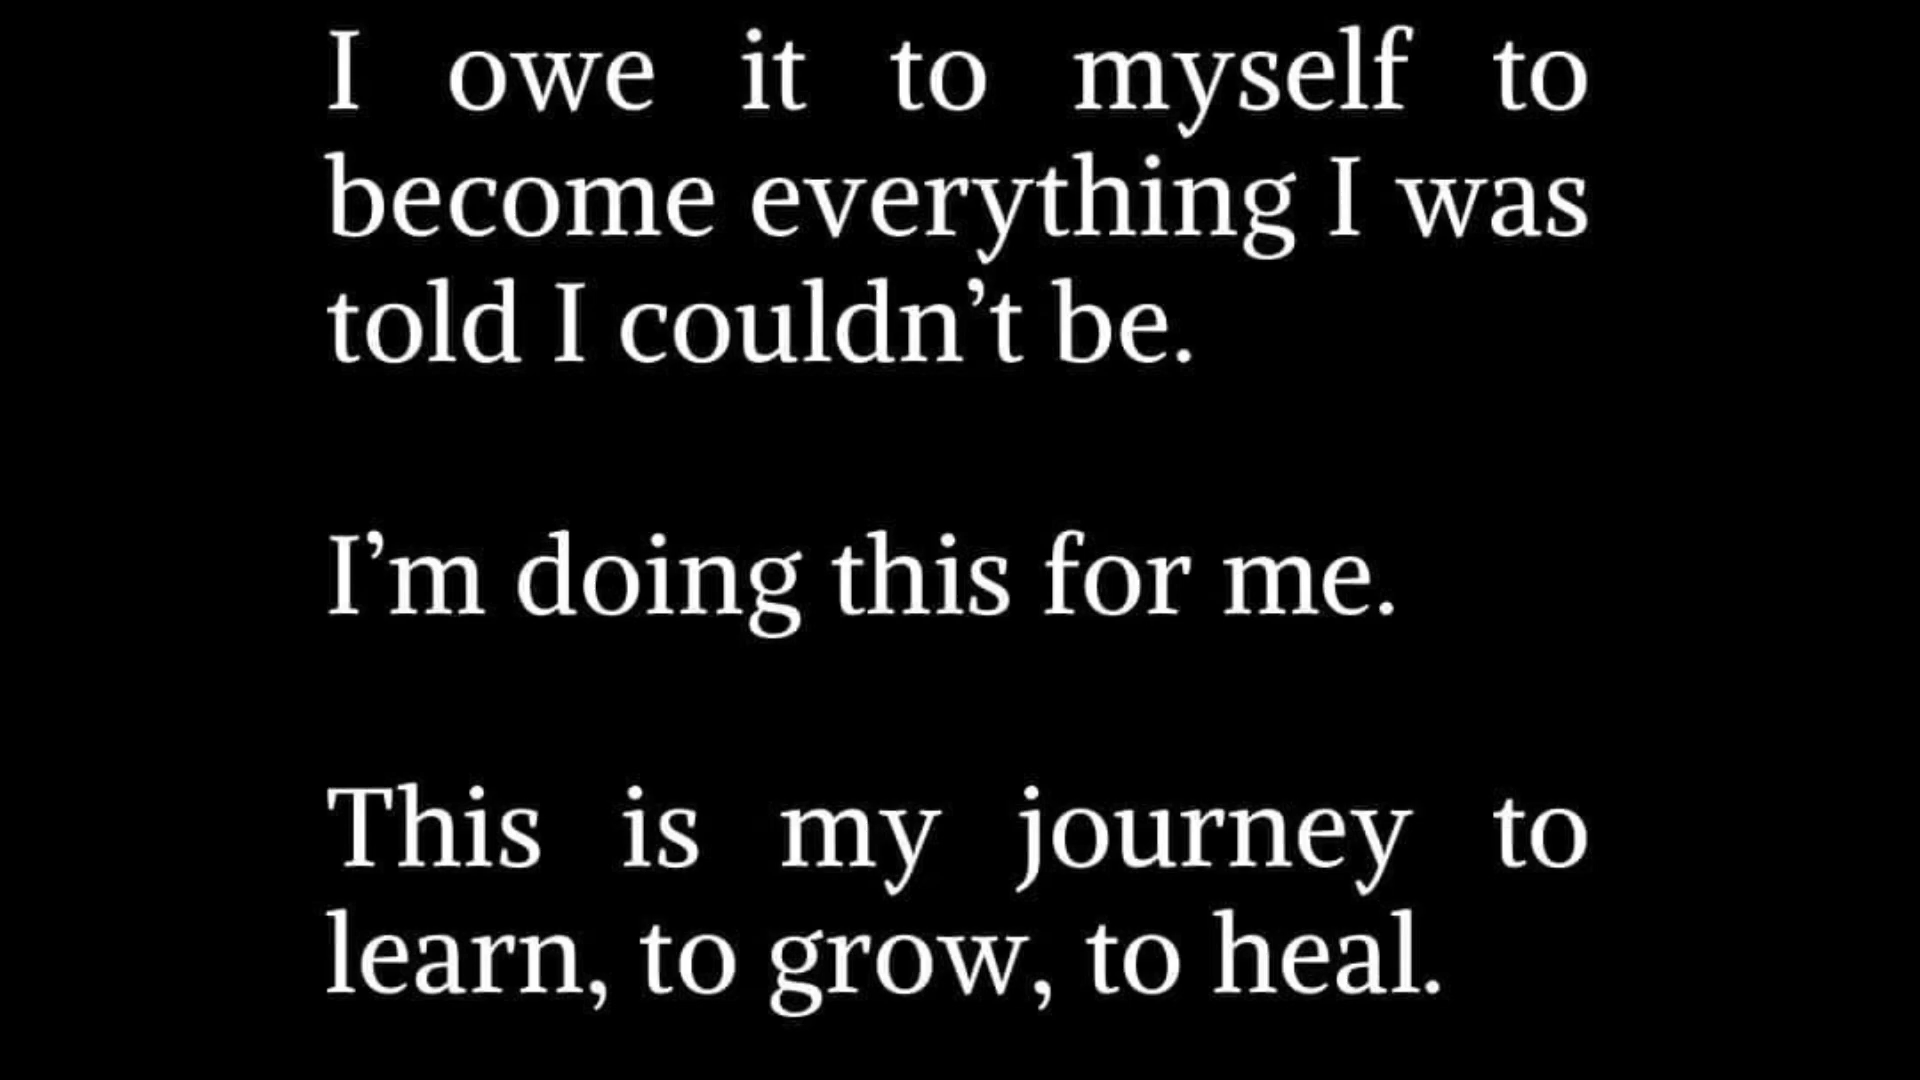 I owe it to myself to
become everything I was
told I couldn’t be.
I’m doing this for me.
This is my journey to
learn, to grow, to heal.